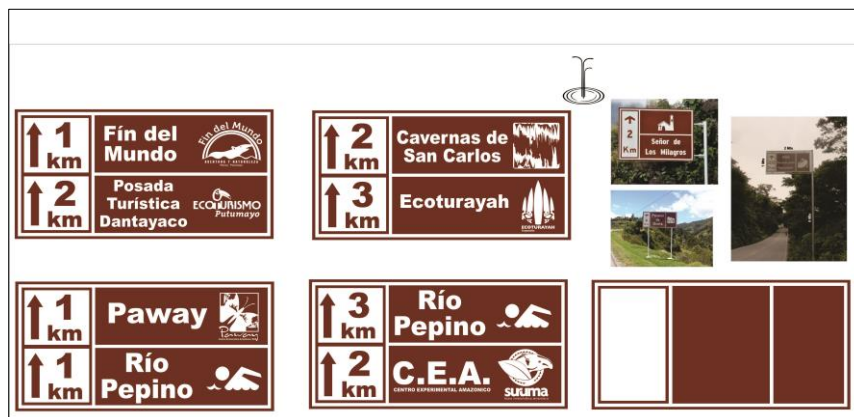 1
km
Fín del
Mundo
Fin del Mundo
2
km
Posada
Turística
Dantayaco
ECOTURISMO
Putumayo
2
km
Cavernas de
San Carlos
3
km
Ecoturayah
ECOTURAYAH
2
Km
Señor de
Los Milagros
1
km
Paway
Paway
1
km
Río
Pepino
3
km
Río
Pepino
2
km
C.E.A.
CENTRO EXPERIMENTAL AMAZONICO
suruma